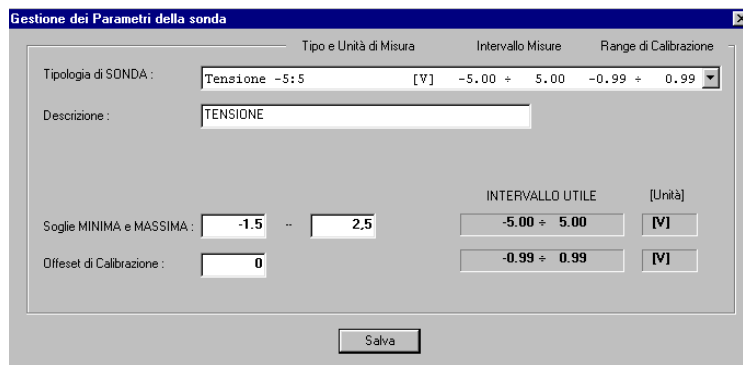 Gestione dei Parametri della sonda
Tipo e Unità di Misura Intervallo Misure Range di Calibrazione
Tipologia di SONDA : Tensione -5:5 [V] -5.00 ÷ 5.00 -0.99 ÷ 0.99
Descrizione : TENSIONE
INTERVALLO UTILE [Unità]
Soglie MINIMA e MASSIMA : -1.5 -- 2,5 -5.00 ÷ 5.00 [V]
Offeset di Calibrazione : 0 -0.99 ÷ 0.99 [V]
Salva